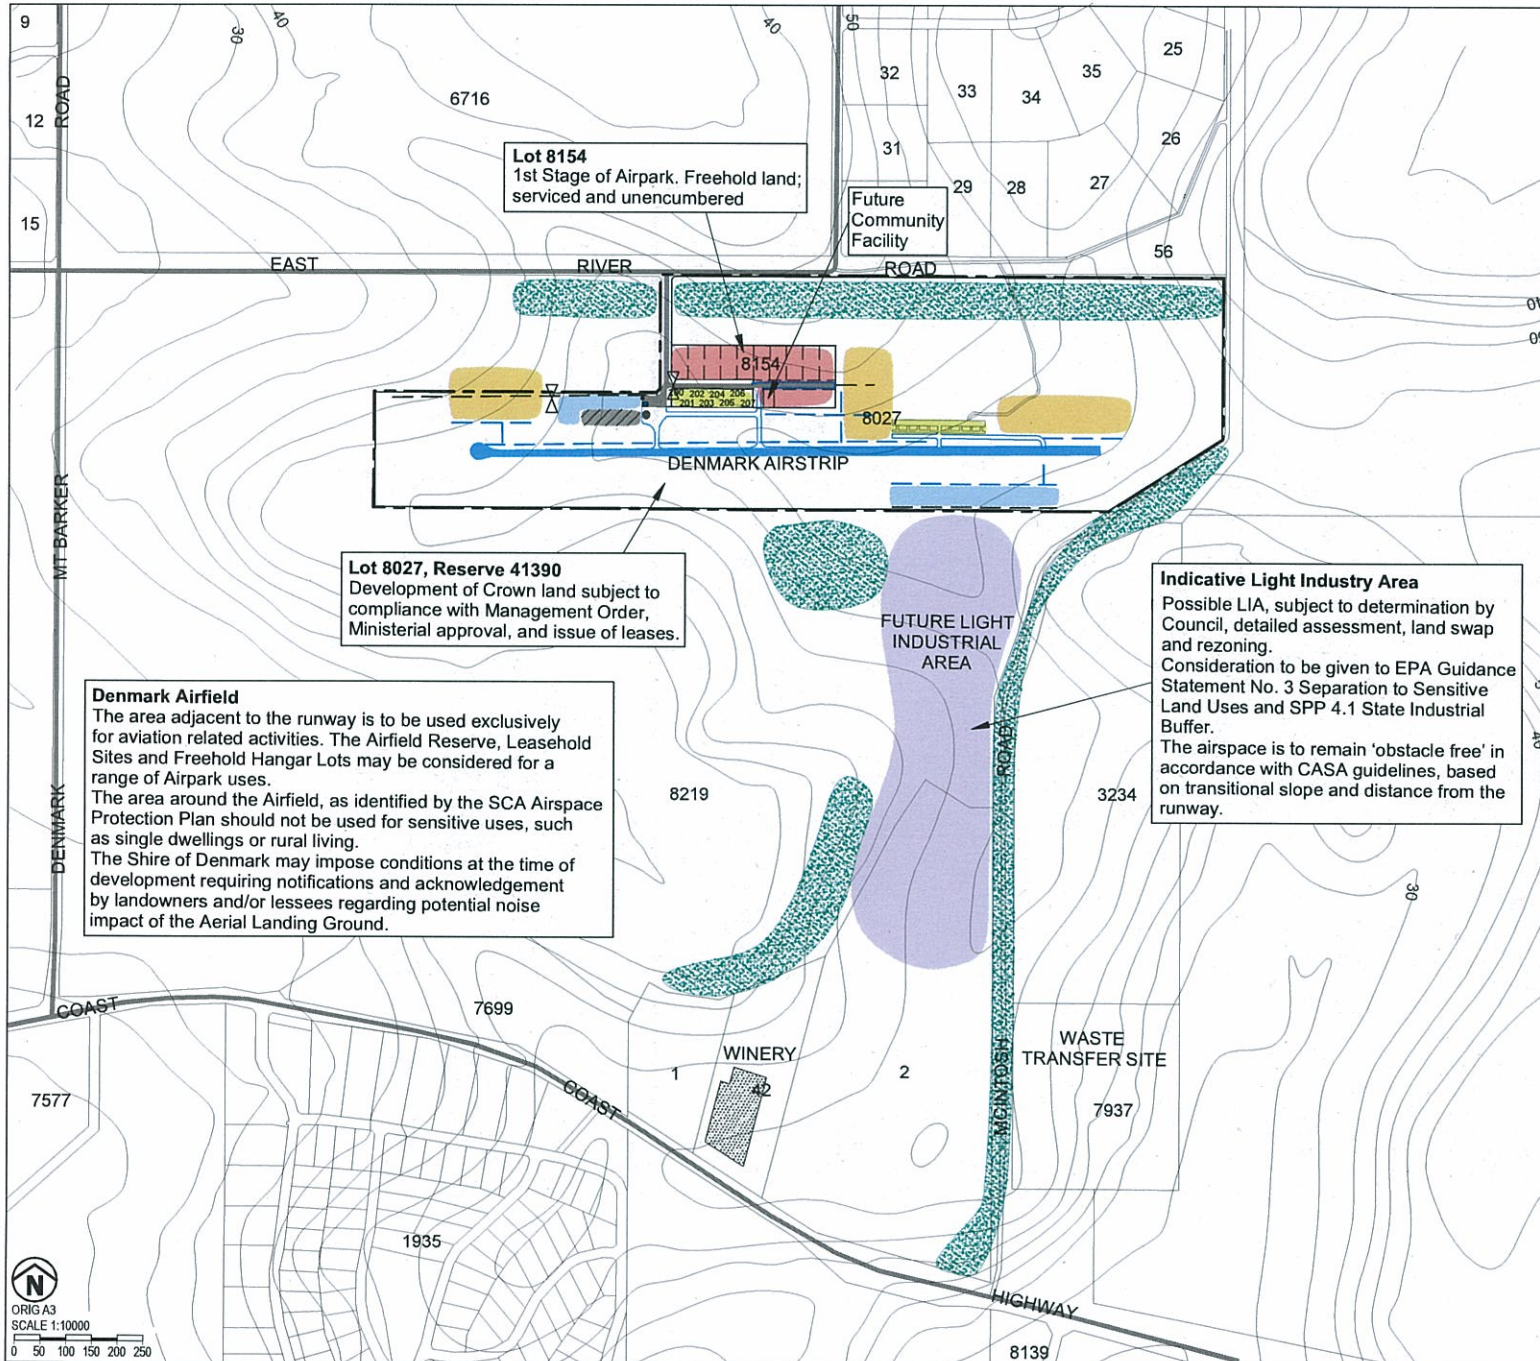 9
40
30
40
50
25
35
32
33
34
6716
ROAD
12
26
31
Lot 8154
1st Stage of Airpark. Freehold land;
serviced and unencumbered
29
28
27
Future
Community
Facility
15
56
EAST
RIVER
ROAD
8154
200 202 204 206
201 203 205 207
8027
DENMARK AIRSTRIP
MT BARKER
Lot 8027, Reserve 41390
Development of Crown land subject to
compliance with Management Order,
Ministerial approval, and issue of leases.
FUTURE LIGHT
INDUSTRIAL
AREA
Indicative Light Industry Area
Possible LIA, subject to determination by
Council, detailed assessment, land swap
and rezoning.
Consideration to be given to EPA Guidance
Statement No. 3 Separation to Sensitive
Land Uses and SPP 4.1 State Industrial
Buffer.
The airspace is to remain 'obstacle free' in
accordance with CASA guidelines, based
on transitional slope and distance from the
runway.
Denmark Airfield
The area adjacent to the runway is to be used exclusively
for aviation related activities. The Airfield Reserve, Leasehold
Sites and Freehold Hangar Lots may be considered for a
range of Airpark uses.
The area around the Airfield, as identified by the SCA Airspace
Protection Plan should not be used for sensitive uses, such
as single dwellings or rural living.
The Shire of Denmark may impose conditions at the time of
development requiring notifications and acknowledgement
by landowners and/or lessees regarding potential noise
impact of the Aerial Landing Ground.
ROAD
40
8219
3234
DENMARK
30
COAST
7699
WINERY
WASTE
TRANSFER SITE
1
42
2
MCINTOSH
7577
COAST
7937
1935
N
ORIG A3
SCALE 1:10000
0 50 100 150 200 250
HIGHWAY
8139